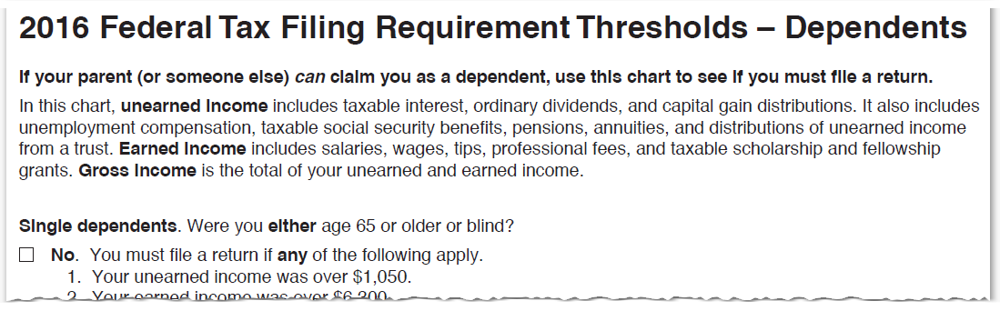 2016 Federal Tax Filing Requirement Thresholds – Dependents
If your parent (or someone else) can claim you as a dependent, use this chart to see if you must file a return.
In this chart, unearned Income includes taxable interest, ordinary dividends, and capital gain distributions. It also includes
unemployment compensation, taxable social security benefits, pensions, annuities, and distributions of unearned income
from a trust. Earned Income includes salaries, wages, tips, professional fees, and taxable scholarship and fellowship
grants. Gross Income is the total of your unearned and earned income.
Single dependents. Were you either age 65 or older or blind?
No. You must file a return if any of the following apply.
1. Your unearned income was over $1,050.
2. Your earned income was over $6,300.